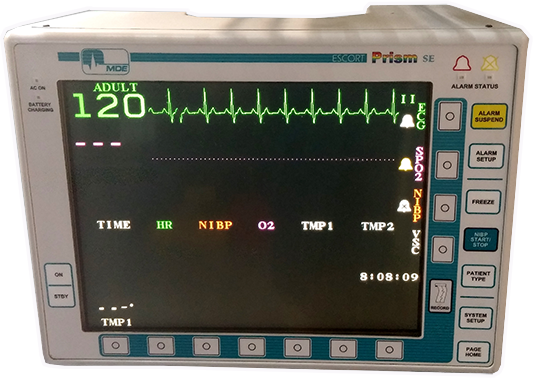 MDE
ESCORT Prism SE
AC ON
BATTERY
CHARGING
ALARM STATUS
ADULT
120
II
ECG
---
SPO2
NIBP
VSC
TIME HR NIBP O2 TMP1 TMP2
8:08:09
TMP1
ON
STBY
ALARM
SUSPEND
ALARM
SETUP
FREEZE
NIBP
START/
STOP
PATIENT
TYPE
RECORD
SYSTEM
SETUP
PAGE
HOME